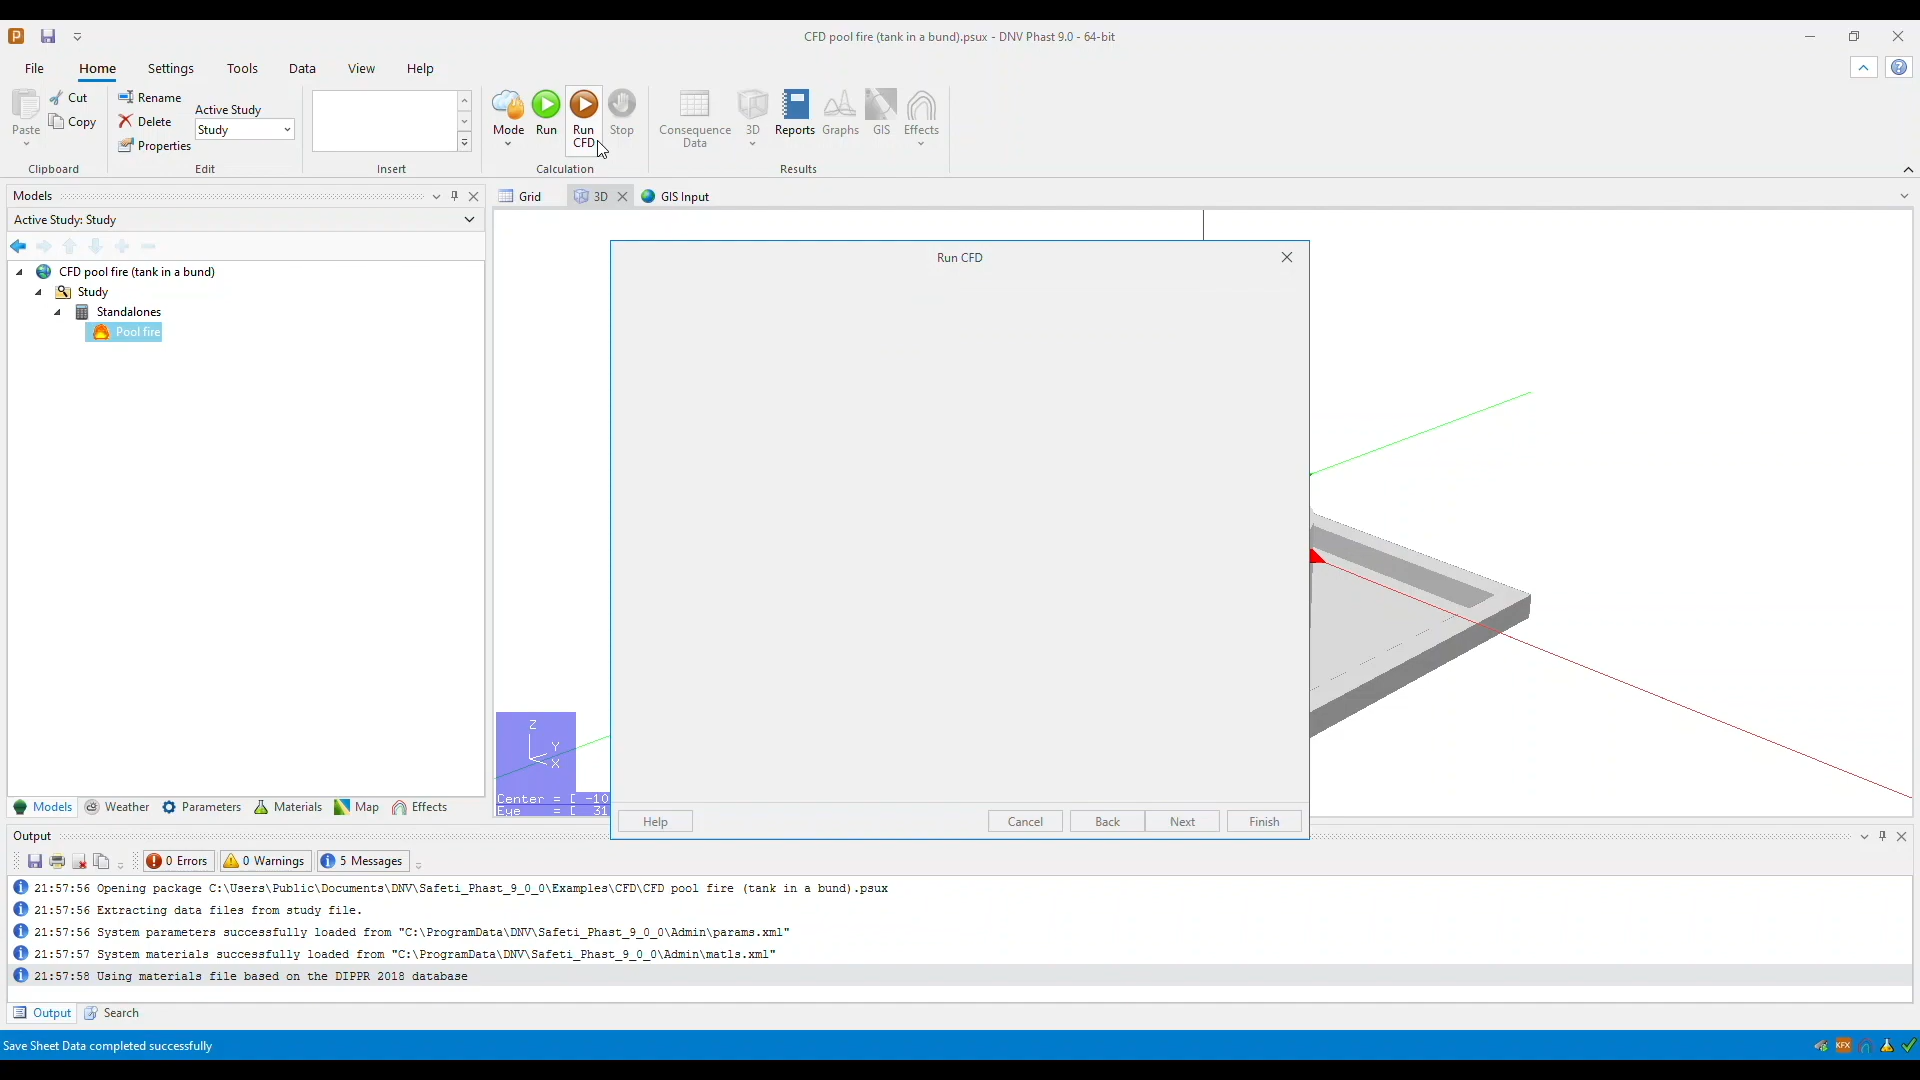 P
CFD pool fire (tank in a bund).psux - DNV Phast 9.0 - 64-bit
File Home Settings Tools Data View Help
Paste Cut Copy
Clipboard
Rename Delete Properties
Active Study
Study
Edit
Insert
Mode Run Run CFD Stop
Calculation
Consequence Data 3D Reports Graphs GIS Effects
Results
Models
Active Study: Study
CFD pool fire (tank in a bund)
Study
Standalones
Pool fire
Models Weather Parameters Materials Map Effects
Grid 3D GIS Input
Run CFD
Z
Y
X
Center = [ -10
Eye = [ 31
Help Cancel Back Next Finish
Output
0 Errors 0 Warnings 5 Messages
21:57:56 Opening package C:\Users\Public\Documents\DNV\Safeti_Phast_9_0_0\Examples\CFD\CFD pool fire (tank in a bund).psux
21:57:56 Extracting data files from study file.
21:57:56 System parameters successfully loaded from "C:\ProgramData\DNV\Safeti_Phast_9_0_0\Admin\params.xml"
21:57:57 System materials successfully loaded from "C:\ProgramData\DNV\Safeti_Phast_9_0_0\Admin\matls.xml"
21:57:58 Using materials file based on the DIPPR 2018 database
Output Search
Save Sheet Data completed successfully
KFX